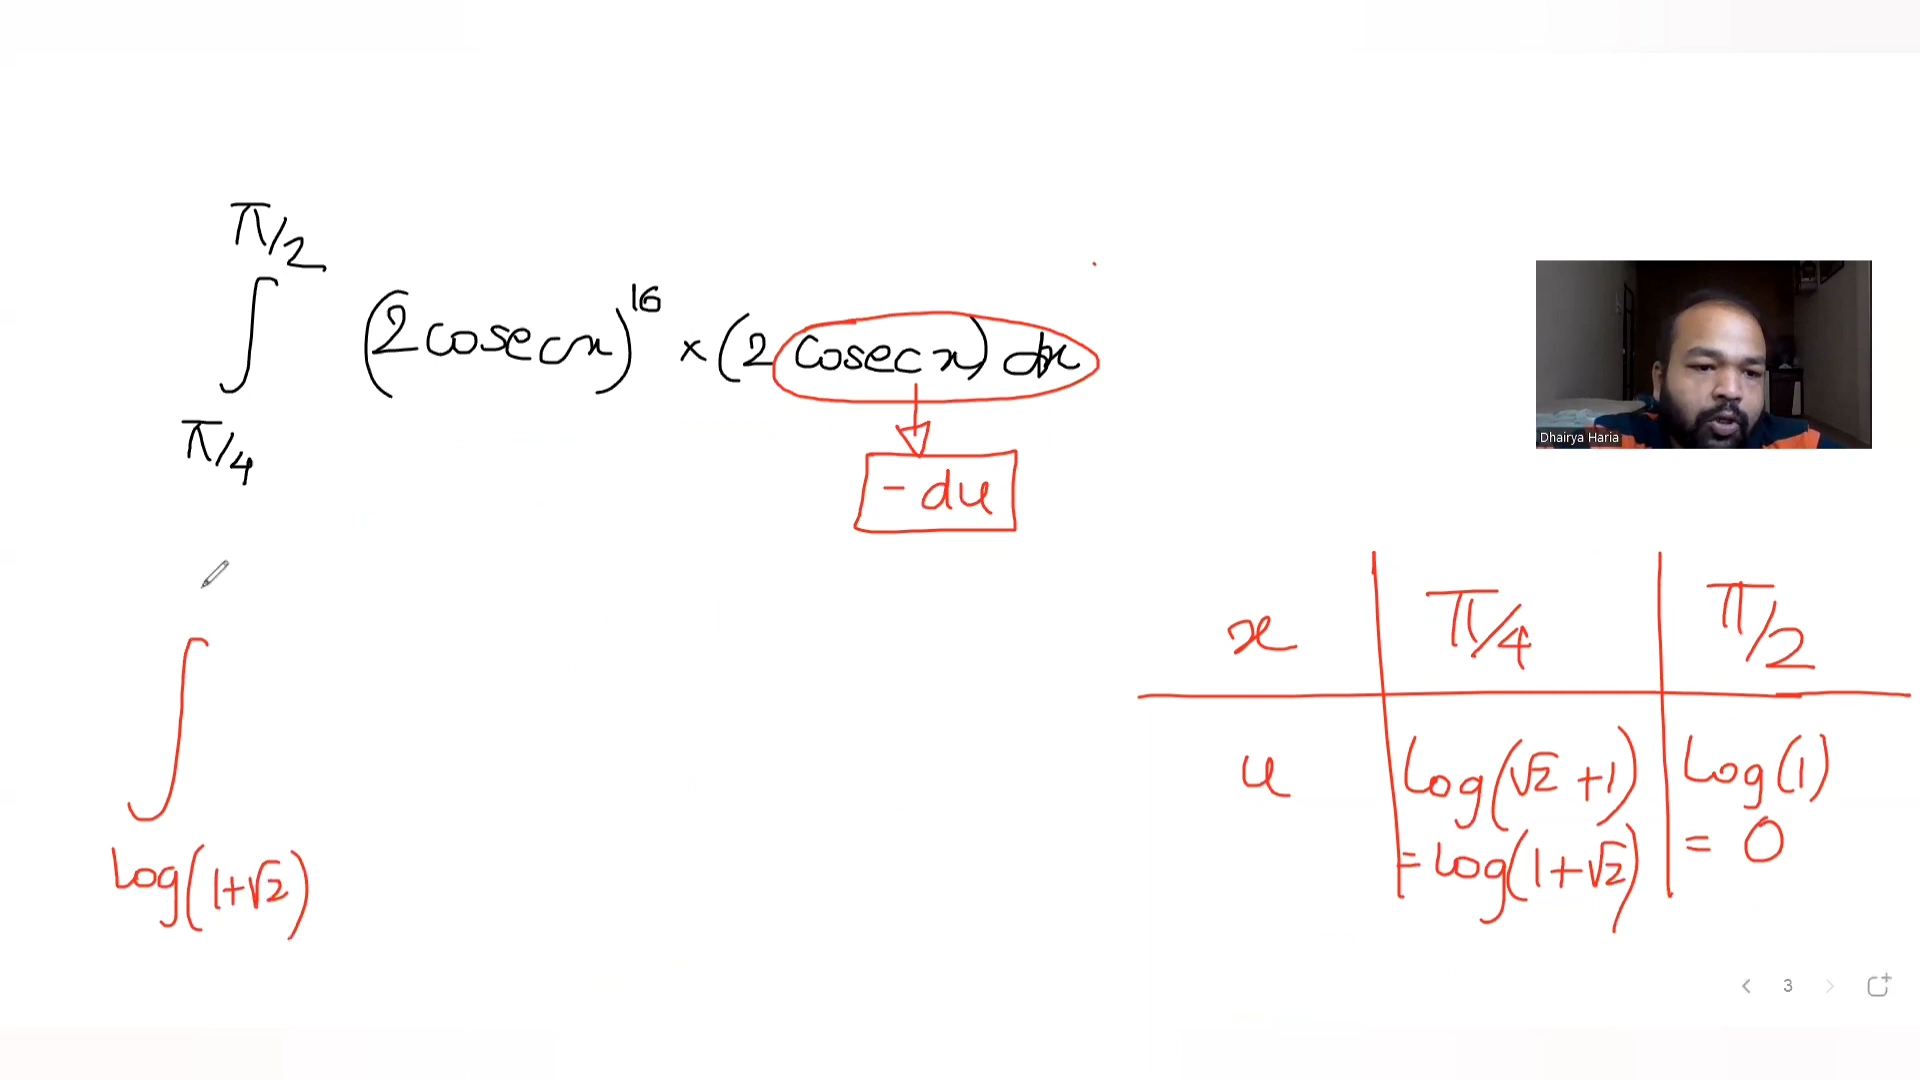 π/2
∫ (2cosecx)^16 × (2 cosec x) dx
π/4
-du
∫
log(1+√2)
Dhairya Haria
x | π/4 | π/2
u | log(√2 +1) | log(1)
=log(1+√2) | = 0
< 3 >